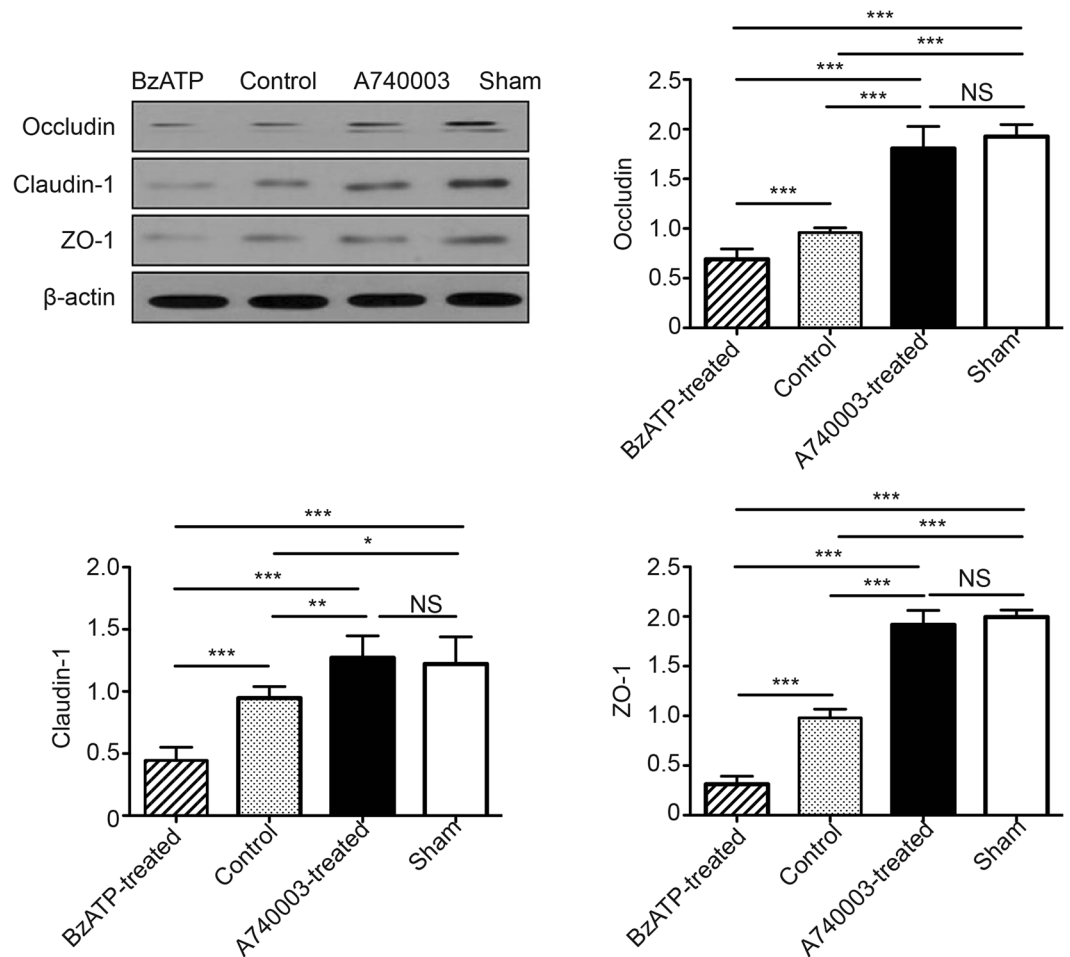 BzATP Control A740003 Sham
Occludin
Claudin-1
ZO-1
β-actin
***
***
***
***
NS
***
Occludin
2.5
2.0
1.5
1.0
0.5
0
BzATP-treated
Control
A740003-treated
Sham
***
*
***
**
NS
***
Claudin-1
2.0
1.5
1.0
0.5
0
BzATP-treated
Control
A740003-treated
Sham
***
***
***
***
NS
***
ZO-1
2.5
2.0
1.5
1.0
0.5
0
BzATP-treated
Control
A740003-treated
Sham